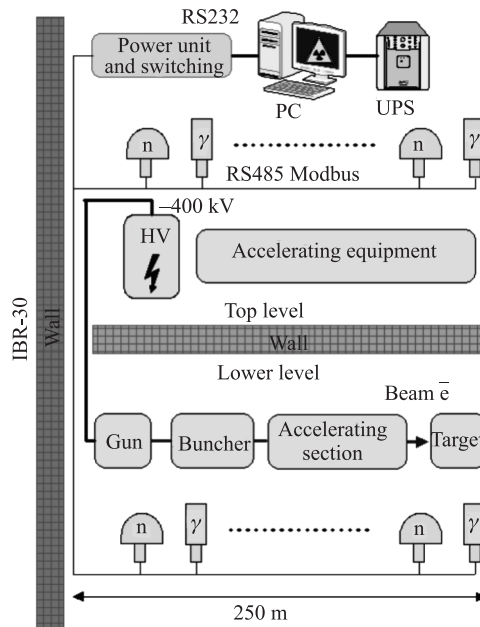 RS232
Power unit
and switching
PC
UPS
n
γ
n
γ
RS485 Modbus
–400 kV
HV
Accelerating equipment
Top level
Wall
Lower level
IBR-30
Wall
Beam e̅
Gun
Buncher
Accelerating
section
Target
n
γ
n
γ
250 m